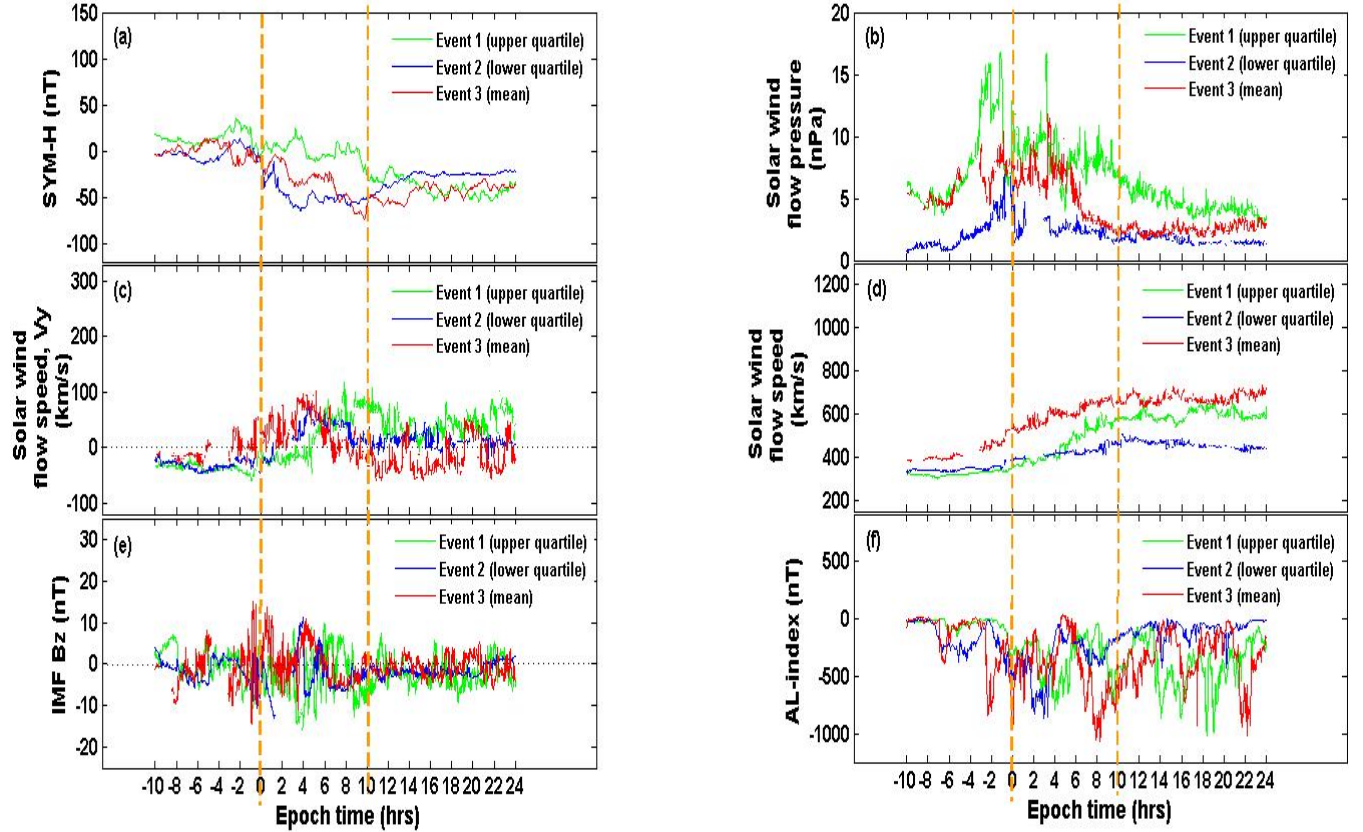 (a)
SYM-H (nT)
150
100
50
0
-50
-100
Event 1 (upper quartile)
Event 2 (lower quartile)
Event 3 (mean)
(b)
Solar wind
flow pressure
(nPa)
20
15
10
5
0
Event 1 (upper quartile)
Event 2 (lower quartile)
Event 3 (mean)
(c)
Solar wind
flow speed, Vy
(km/s)
300
200
100
0
-100
Event 1 (upper quartile)
Event 2 (lower quartile)
Event 3 (mean)
(d)
Solar wind
flow speed
(km/s)
1200
1000
800
600
400
200
Event 1 (upper quartile)
Event 2 (lower quartile)
Event 3 (mean)
(e)
IMF Bz (nT)
30
20
10
0
-10
-20
Event 1 (upper quartile)
Event 2 (lower quartile)
Event 3 (mean)
-10 -8 -6 -4 -2 0 2 4 6 8 10 12 14 16 18 20 22 24
Epoch time (hrs)
(f)
AL-index (nT)
500
0
-500
-1000
Event 1 (upper quartile)
Event 2 (lower quartile)
Event 3 (mean)
-10 -8 -6 -4 -2 0 2 4 6 8 10 12 14 16 18 20 22 24
Epoch time (hrs)